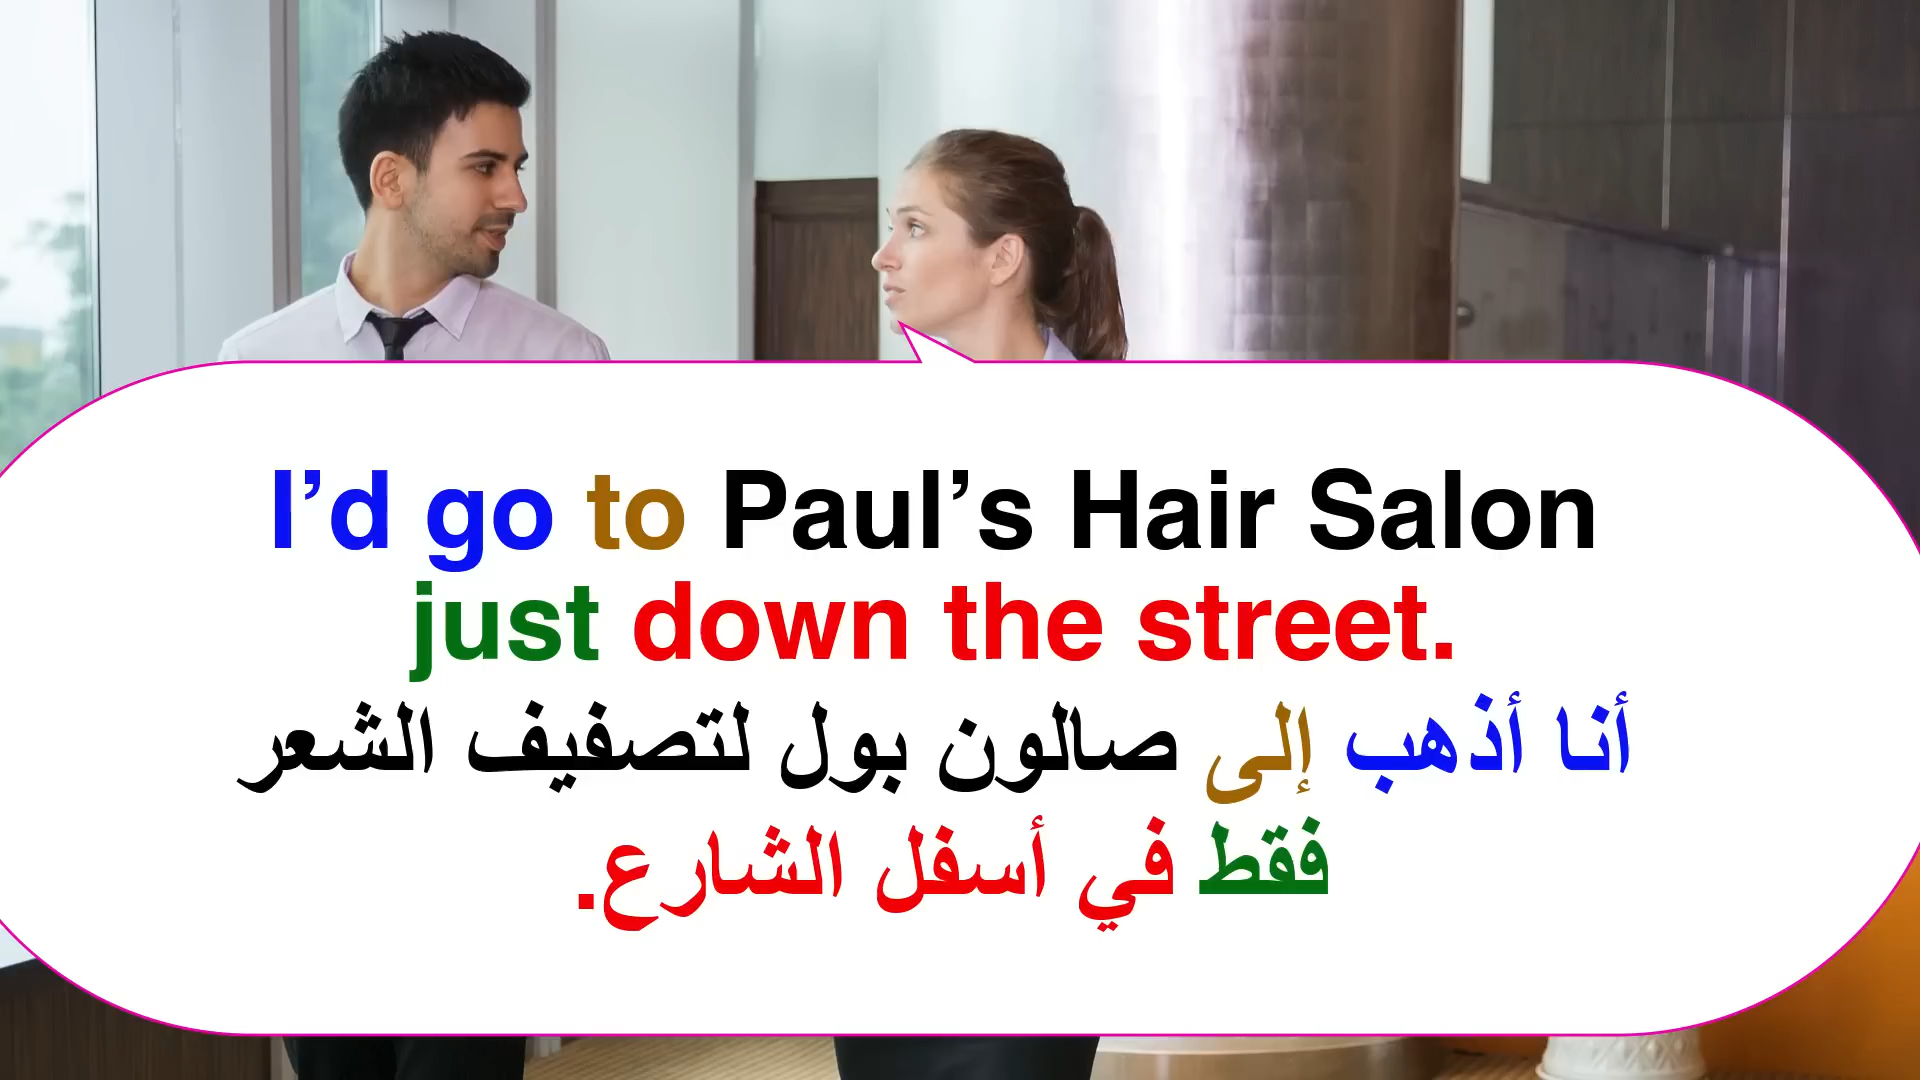 I’d go to Paul’s Hair Salon
just down the street.
أنا أذهب إلى صالون بول لتصفيف الشعر
فقط في أسفل الشارع.